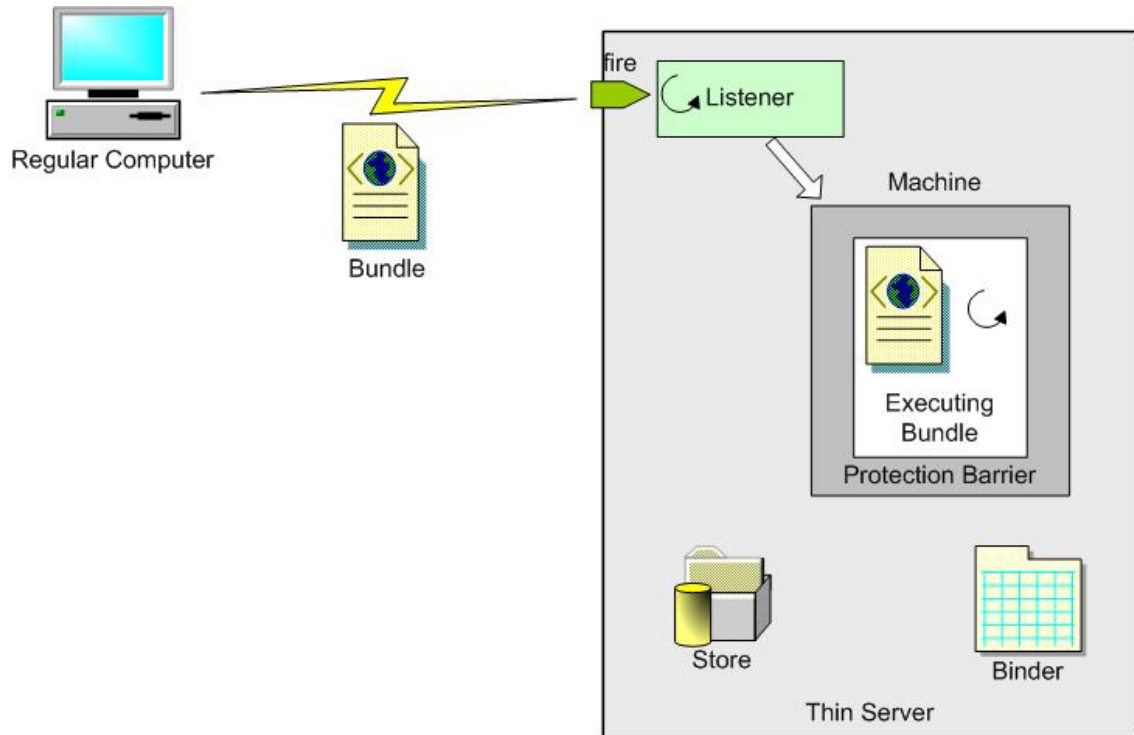 fire
Listener
Regular Computer
Machine
Bundle
Executing
Bundle
Protection Barrier
Store
Binder
Thin Server